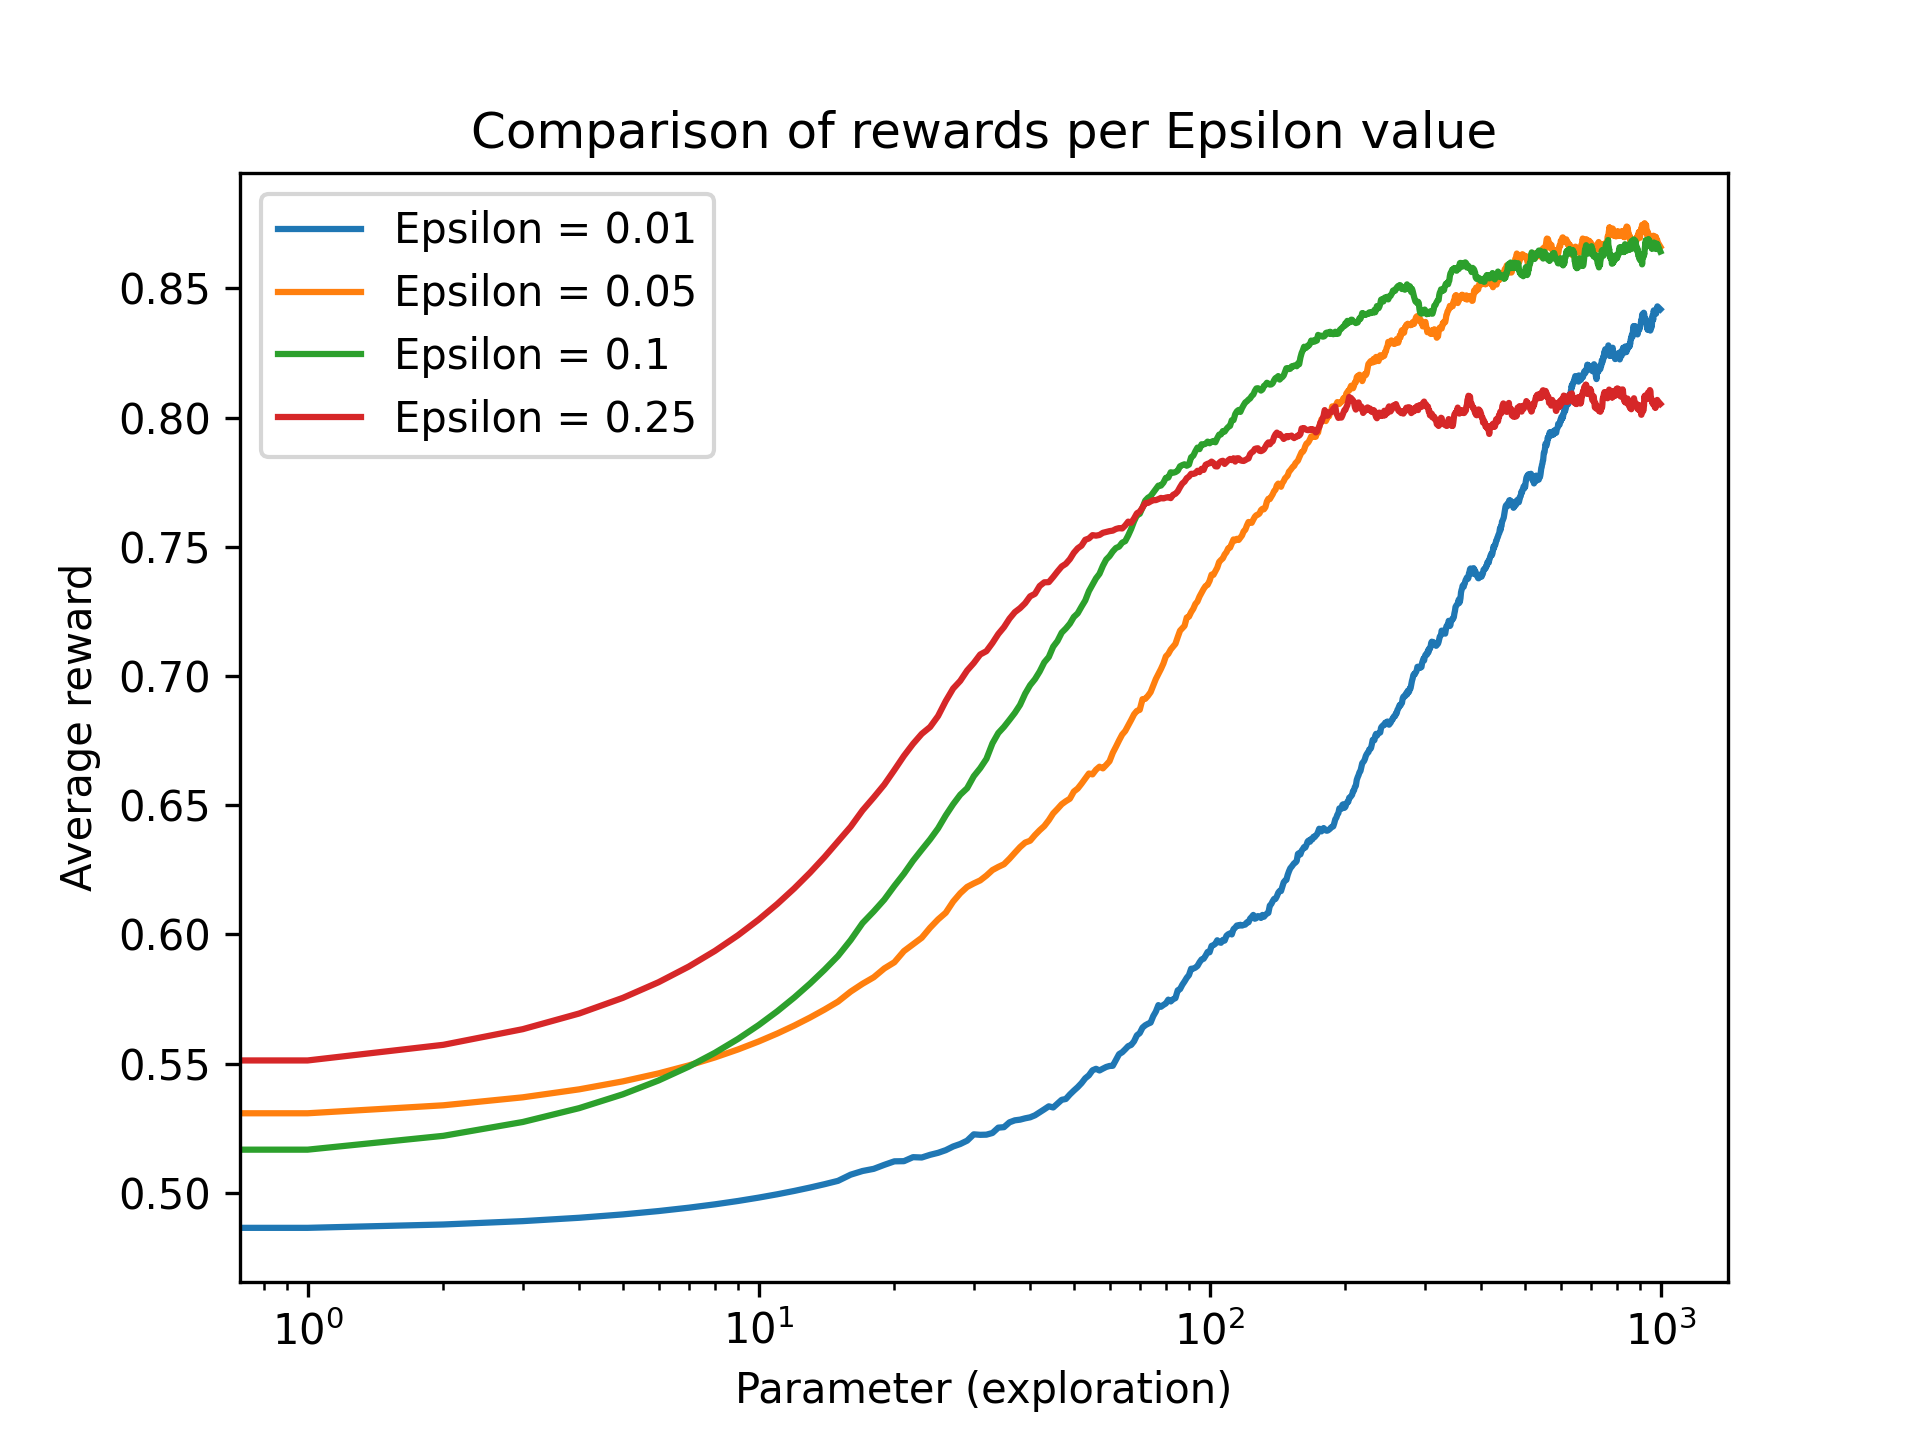 Comparison of rewards per Epsilon value
Epsilon = 0.01
Epsilon = 0.05
Epsilon = 0.1
Epsilon = 0.25
Average reward
0.85
0.80
0.75
0.70
0.65
0.60
0.55
0.50
10⁰ 10¹ 10² 10³
Parameter (exploration)